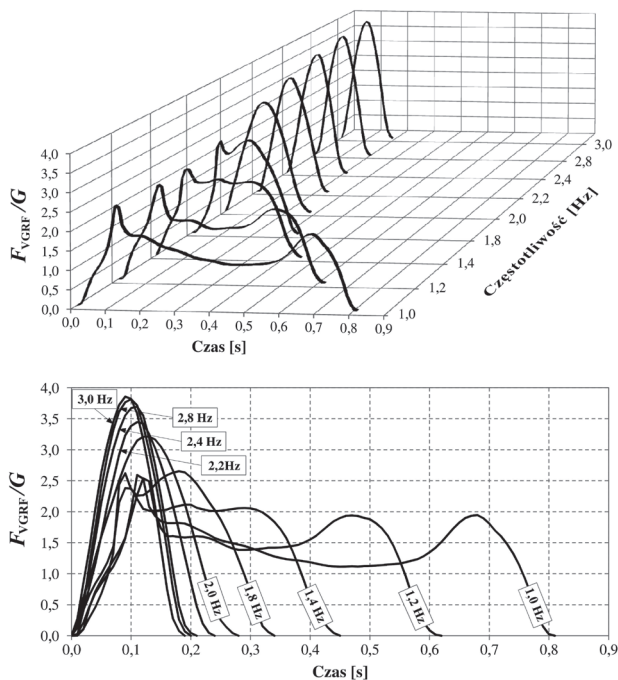 4,0
3,5
3,0
2,5
2,0
1,5
1,0
0,5
0,0
F_VGRF/G
0,0 0,1 0,2 0,3 0,4 0,5 0,6 0,7 0,8 0,9
Czas [s]
1,0
1,2
1,4
1,8
2,0
2,2
2,4
2,8
3,0
Częstotliwość [Hz]
4,0
3,5
3,0
2,5
2,0
1,5
1,0
0,5
0,0
F_VGRF/G
3,0 Hz
2,8 Hz
2,4 Hz
2,2Hz
2,0 Hz
1,8 Hz
1,4 Hz
1,2 Hz
1,0 Hz
0,0 0,1 0,2 0,3 0,4 0,5 0,6 0,7 0,8 0,9
Czas [s]